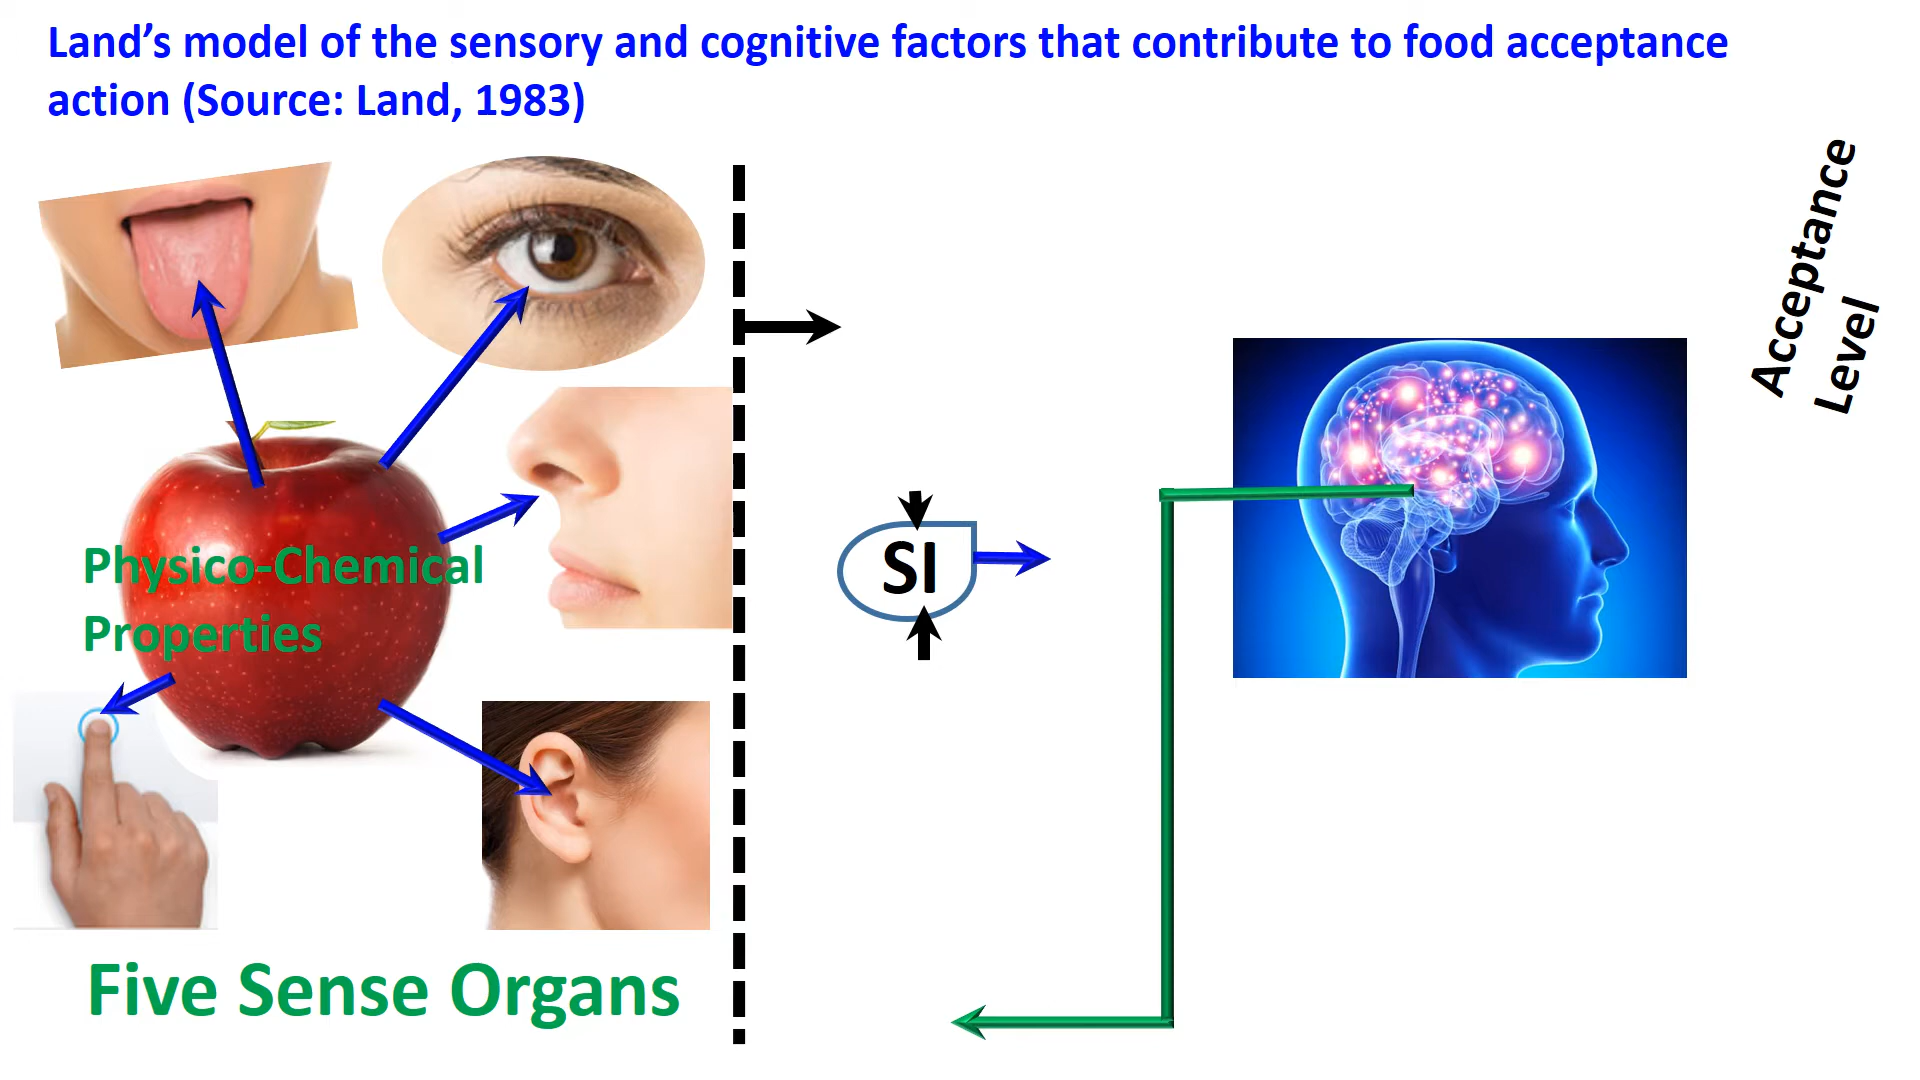 Land’s model of the sensory and cognitive factors that contribute to food acceptance
action (Source: Land, 1983)
Acceptance
Level
SI
Physico-Chemical
Properties
Five Sense Organs